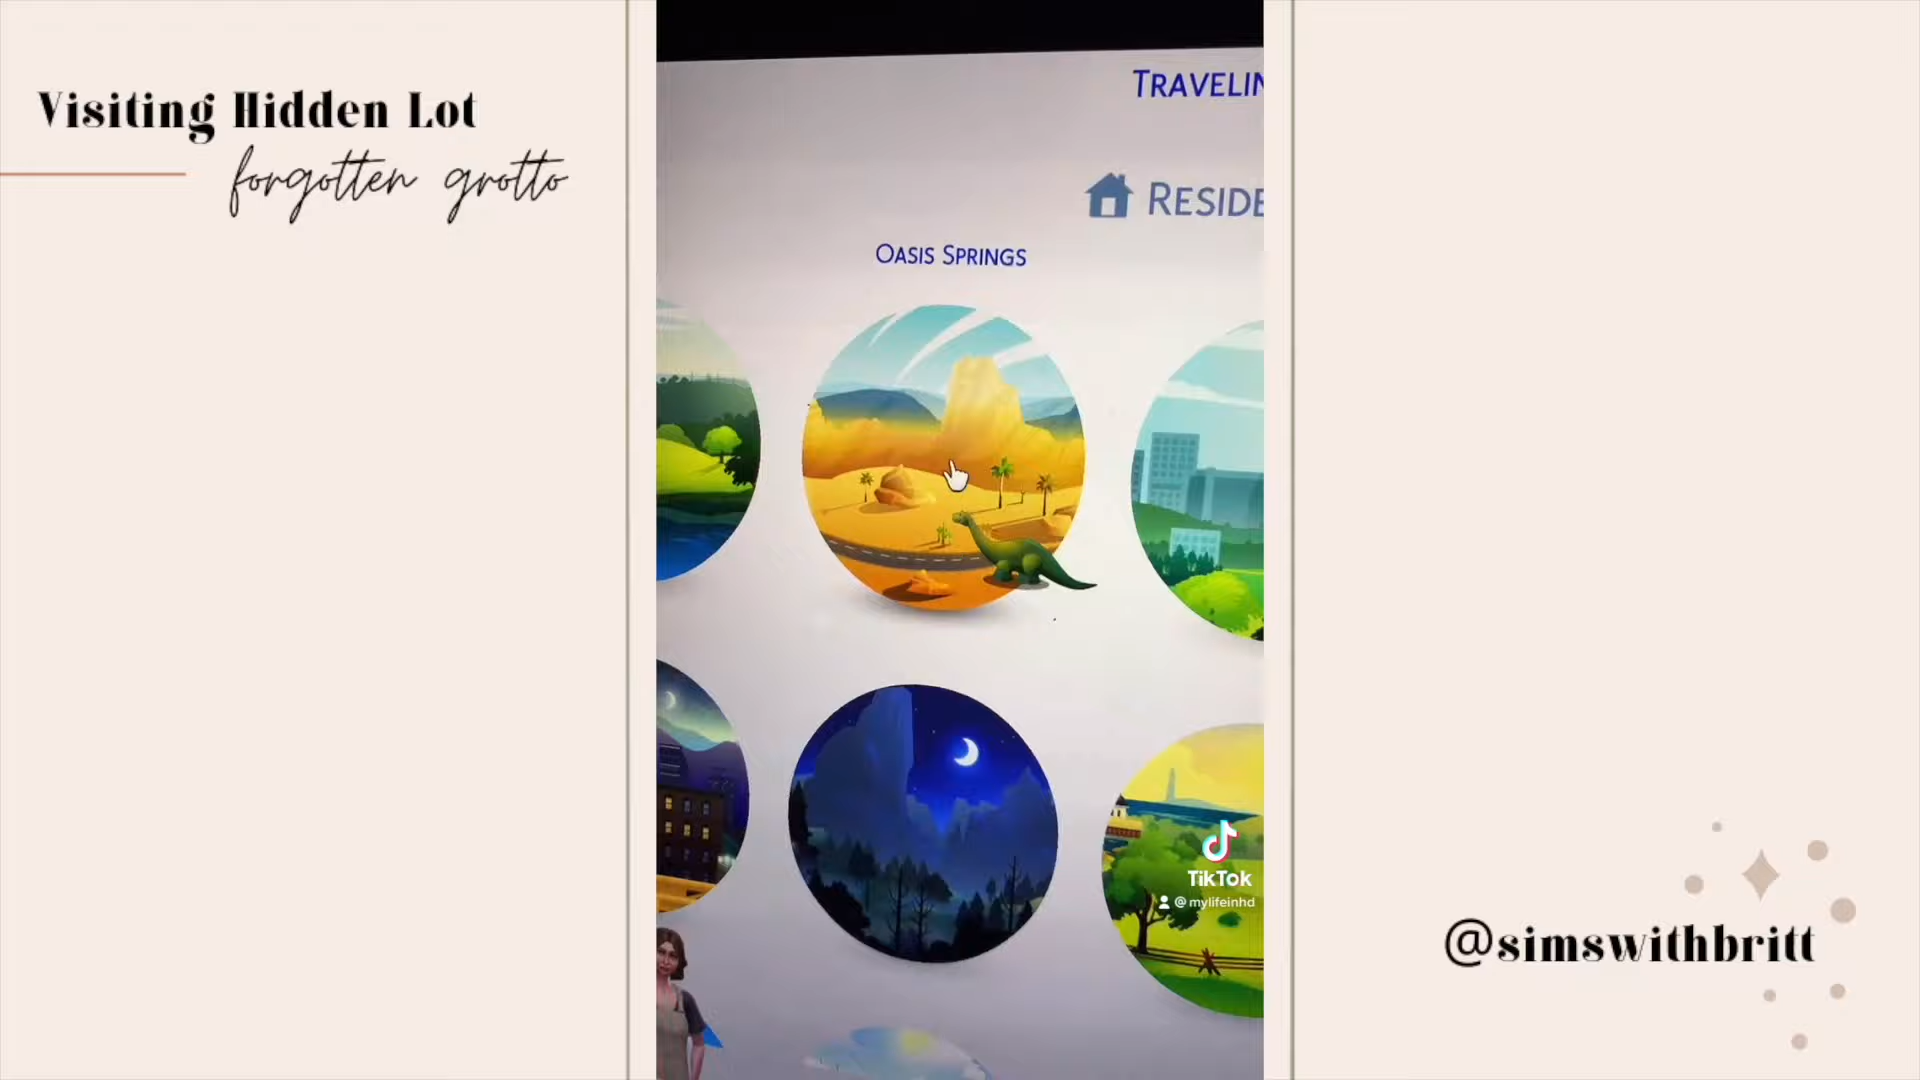 Visiting Hidden Lot
forgotten grotto
TRAVELIN
RESIDE
OASIS SPRINGS
TikTok
@mylifeinhd
@simswithbritt